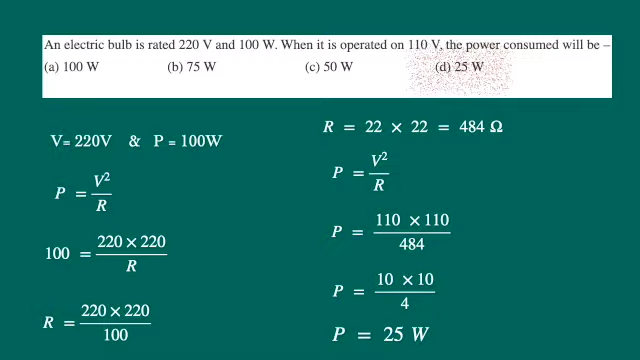 An electric bulb is rated 220 V and 100 W. When it is operated on 110 V, the power consumed will be –
(a) 100 W (b) 75 W (c) 50 W (d) 25 W
V= 220V & P = 100W
P = V²/R
100 = 220 × 220/R
R = 220 × 220/100
R = 22 × 22 = 484 Ω
P = V²/R
P = 110 × 110/484
P = 10 × 10/4
P = 25 W